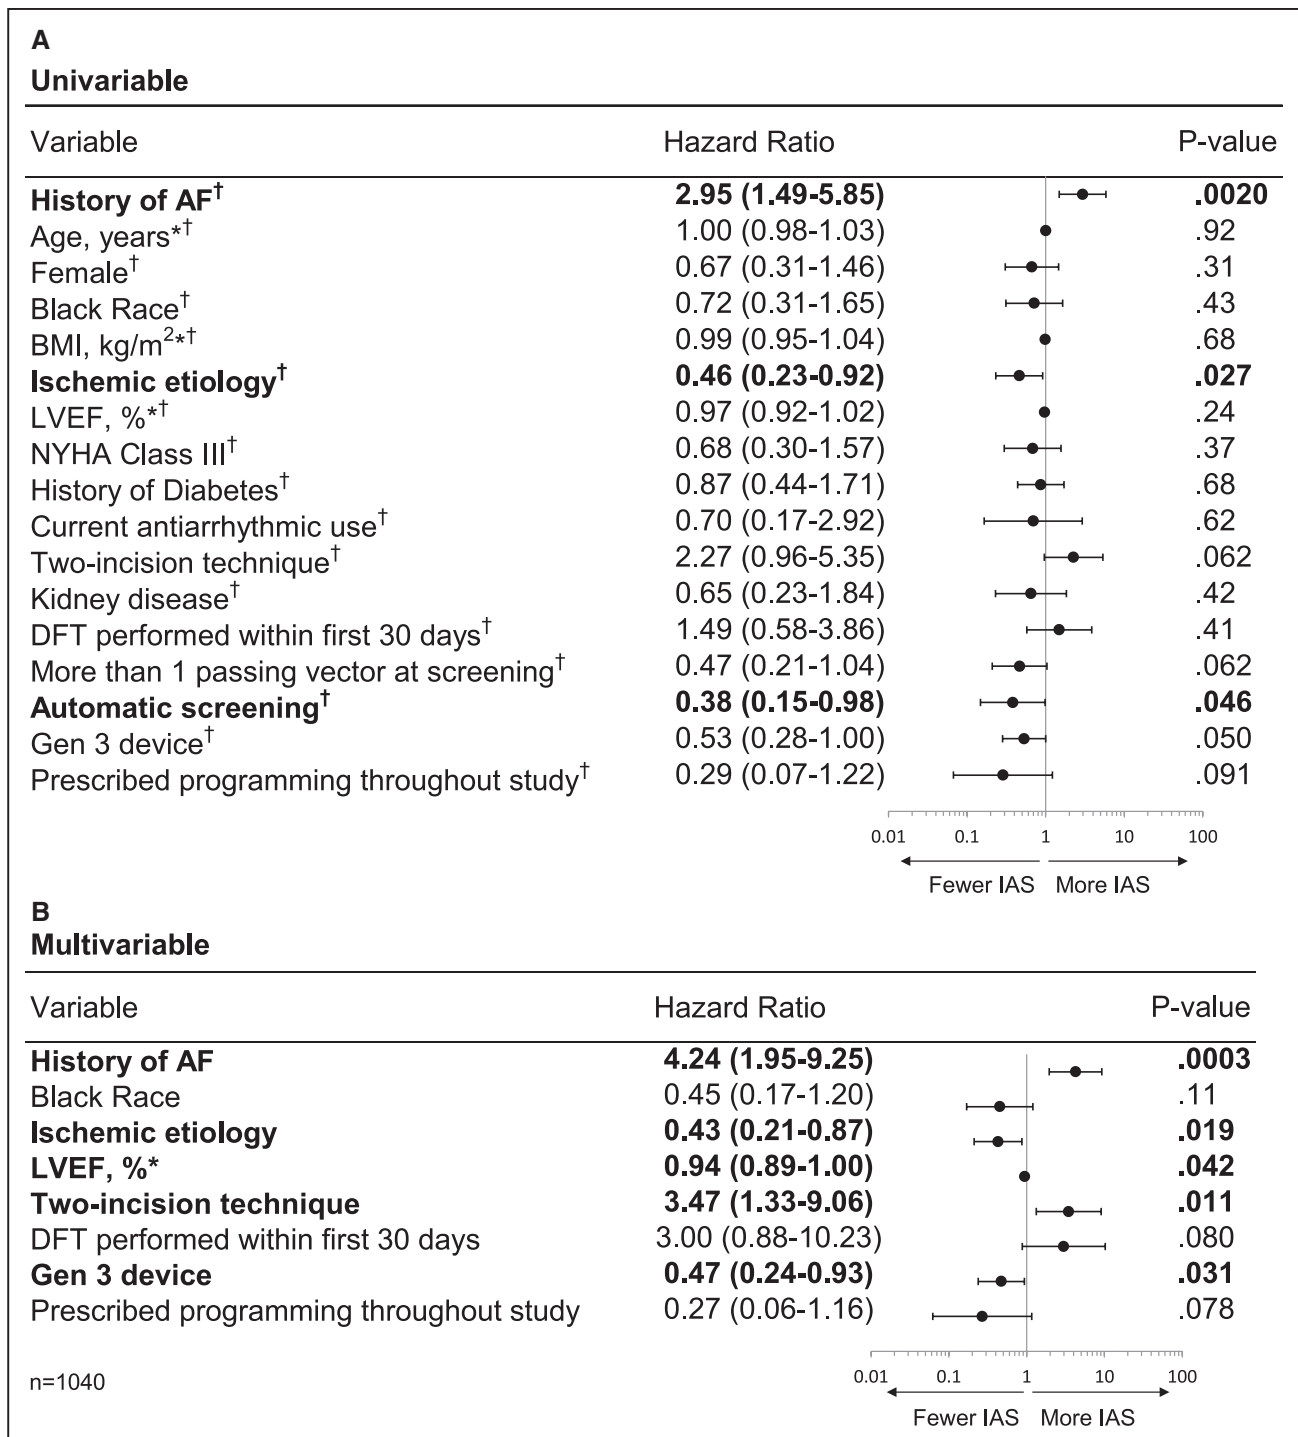 A
Univariable
Variable Hazard Ratio P-value
History of AF† 2.95 (1.49-5.85) .0020
Age, years*† 1.00 (0.98-1.03) .92
Female† 0.67 (0.31-1.46) .31
Black Race† 0.72 (0.31-1.65) .43
BMI, kg/m²*† 0.99 (0.95-1.04) .68
Ischemic etiology† 0.46 (0.23-0.92) .027
LVEF, %*† 0.97 (0.92-1.02) .24
NYHA Class III† 0.68 (0.30-1.57) .37
History of Diabetes† 0.87 (0.44-1.71) .68
Current antiarrhythmic use† 0.70 (0.17-2.92) .62
Two-incision technique† 2.27 (0.96-5.35) .062
Kidney disease† 0.65 (0.23-1.84) .42
DFT performed within first 30 days† 1.49 (0.58-3.86) .41
More than 1 passing vector at screening† 0.47 (0.21-1.04) .062
Automatic screening† 0.38 (0.15-0.98) .046
Gen 3 device† 0.53 (0.28-1.00) .050
Prescribed programming throughout study† 0.29 (0.07-1.22) .091
0.01 0.1 1 10 100
Fewer IAS More IAS
B
Multivariable
Variable Hazard Ratio P-value
History of AF 4.24 (1.95-9.25) .0003
Black Race 0.45 (0.17-1.20) .11
Ischemic etiology 0.43 (0.21-0.87) .019
LVEF, %* 0.94 (0.89-1.00) .042
Two-incision technique 3.47 (1.33-9.06) .011
DFT performed within first 30 days 3.00 (0.88-10.23) .080
Gen 3 device 0.47 (0.24-0.93) .031
Prescribed programming throughout study 0.27 (0.06-1.16) .078
n=1040
0.01 0.1 1 10 100
Fewer IAS More IAS